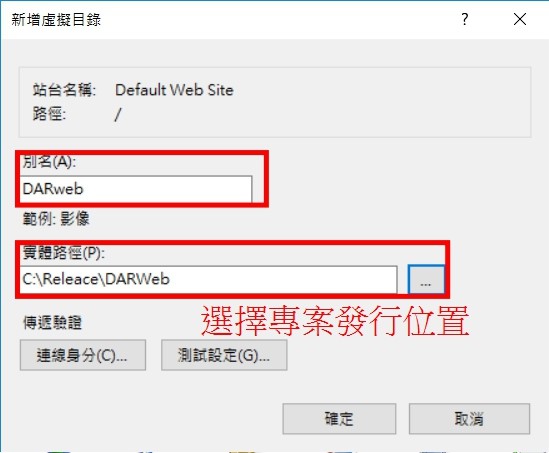 新增虛擬目錄
? ×
站台名稱: Default Web Site
路徑: /
別名(A):
DARweb
範例: 影像
實體路徑(P):
C:\Releace\DARWeb
...
選擇專案發行位置
傳遞驗證
連線身分(C)... 測試設定(G)...
確定 取消